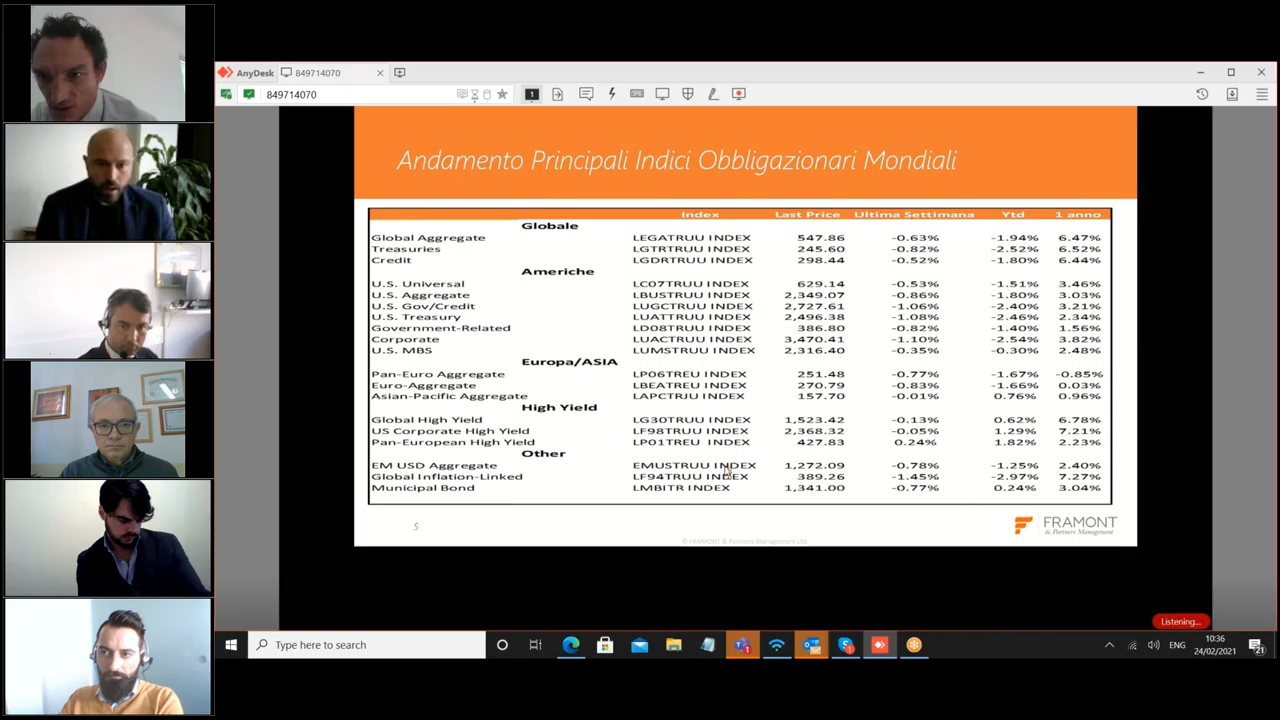 AnyDesk
849714070
849714070
1
Andamento Principali Indici Obbligazionari Mondiali
Index Last Price Ultima Settimana Ytd 1 anno
Globale
Global Aggregate LEGATRUU INDEX 547.86 -0.63% -1.94% 6.47%
Treasuries LGTRTRUU INDEX 245.60 -0.82% -2.52% 6.52%
Credit LGDRTRUU INDEX 298.44 -0.52% -1.80% 6.44%
Americhe
U.S. Universal LC07TRUU INDEX 629.14 -0.53% -1.51% 3.46%
U.S. Aggregate LBUSTRUU INDEX 2,349.07 -0.86% -1.80% 3.03%
U.S. Gov/Credit LUGCTRUU INDEX 2,727.61 -1.06% -2.40% 3.21%
U.S. Treasury LUATTRUU INDEX 2,496.38 -1.08% -2.46% 2.34%
Government-Related LD08TRUU INDEX 386.80 -0.82% -1.40% 1.56%
Corporate LUACTRUU INDEX 3,470.41 -1.10% -2.54% 3.82%
U.S. MBS LUMSTRUU INDEX 2,316.40 -0.35% -0.30% 2.48%
Europa/ASIA
Pan-Euro Aggregate LP06TREU INDEX 251.48 -0.77% -1.67% -0.85%
Euro-Aggregate LBEATREU INDEX 270.79 -0.83% -1.66% 0.03%
Asian-Pacific Aggregate LAPCTRJU INDEX 157.70 -0.01% 0.76% 0.96%
High Yield
Global High Yield LG30TRUU INDEX 1,523.42 -0.13% 0.62% 6.78%
US Corporate High Yield LF98TRUU INDEX 2,368.32 -0.05% 1.29% 7.21%
Pan-European High Yield LP01TREU INDEX 427.83 0.24% 1.82% 2.23%
Other
EM USD Aggregate EMUSTRUU INDEX 1,272.09 -0.78% -1.25% 2.40%
Global Inflation-Linked LF94TRUU INDEX 389.26 -1.45% -2.97% 7.27%
Municipal Bond LMBITR INDEX 1,341.00 -0.77% 0.24% 3.04%
5
FRAMONT
& Partners Management
© FRAMONT & Partners Management Ltd.
Listening...
Type here to search
ENG
10:36
24/02/2021
21